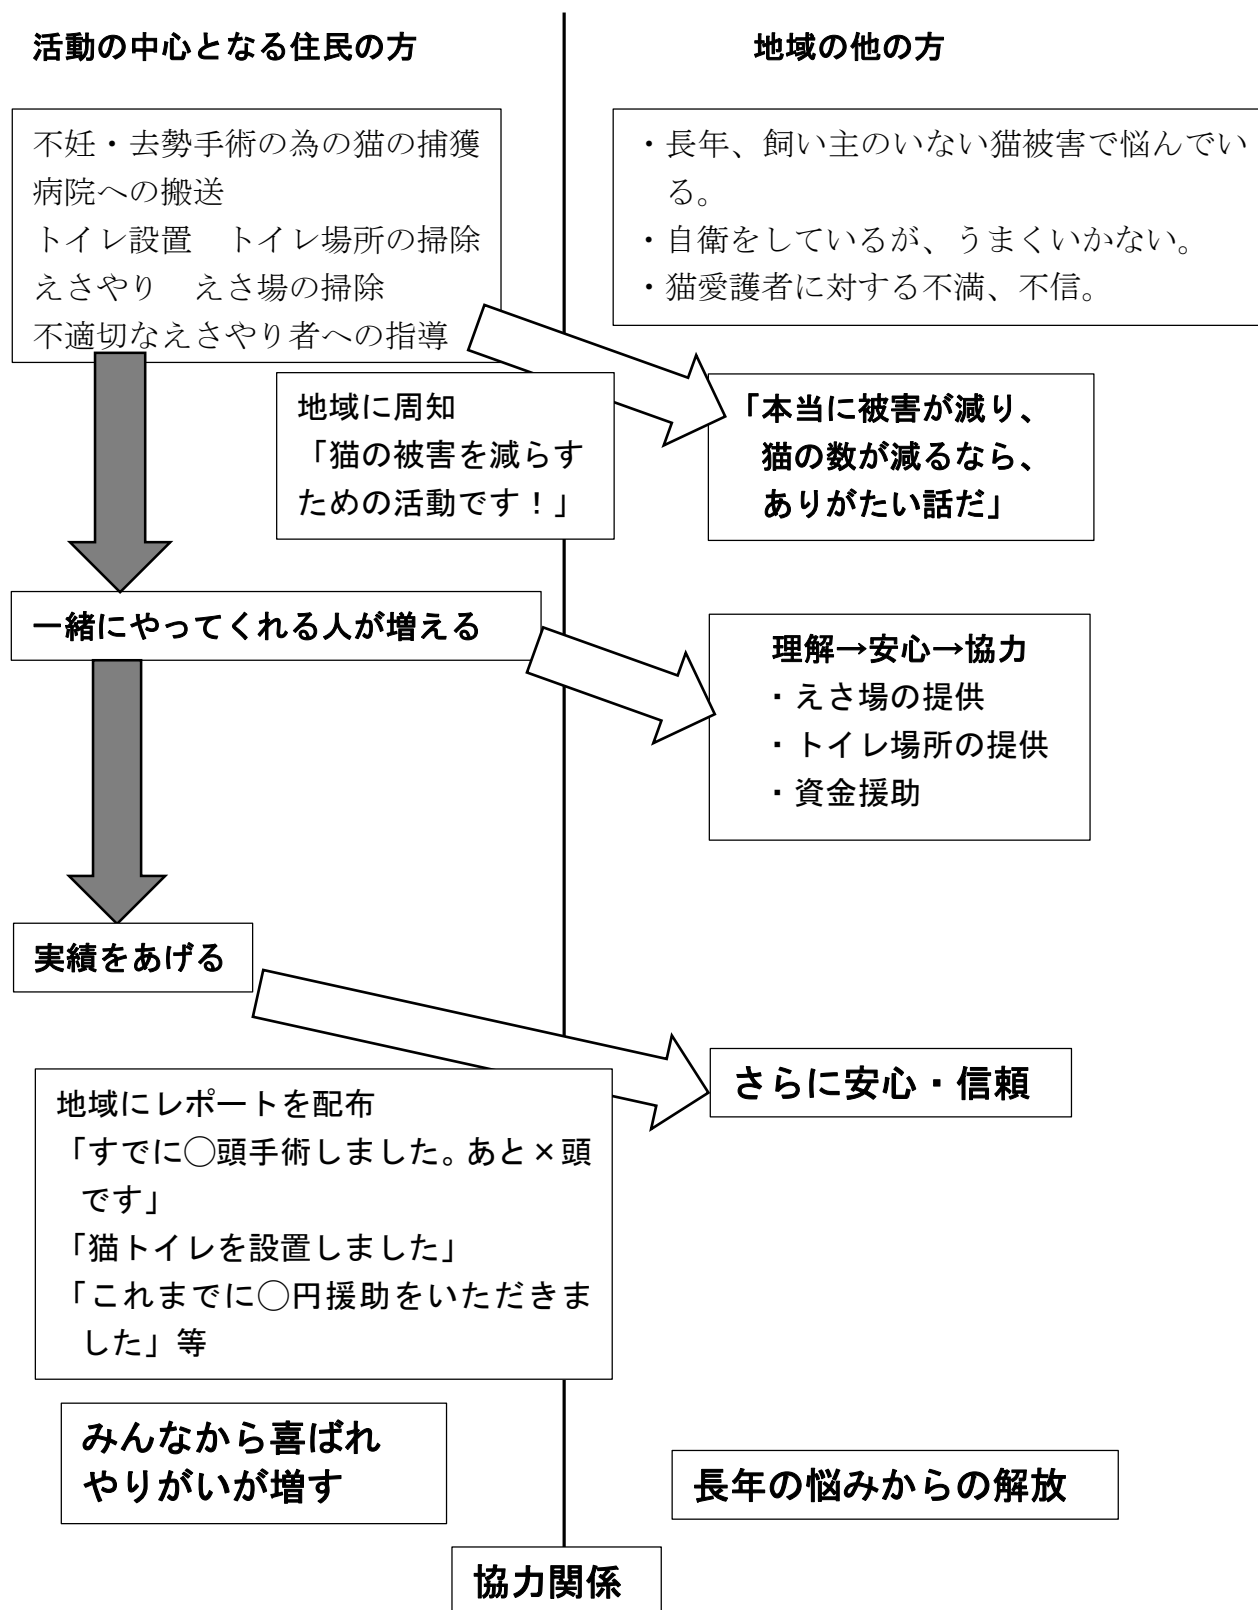 活動の中心となる住民の方
地域の他の方
不妊・去勢手術の為の猫の捕獲
病院への搬送
トイレ設置　トイレ場所の掃除
えさやり　えさ場の掃除
不適切なえさやり者への指導
・長年、飼い主のいない猫被害で悩んでい
る。
・自衛をしているが、うまくいかない。
・猫愛護者に対する不満、不信。
地域に周知
「猫の被害を減らす
ための活動です！」
「本当に被害が減り、
猫の数が減るなら、
ありがたい話だ」
一緒にやってくれる人が増える
理解→安心→協力
・えさ場の提供
・トイレ場所の提供
・資金援助
実績をあげる
さらに安心・信頼
地域にレポートを配布
「すでに◯頭手術しました。あと×頭
です」
「猫トイレを設置しました」
「これまでに◯円援助をいただきま
した」等
みんなから喜ばれ
やりがいが増す
長年の悩みからの解放
協力関係